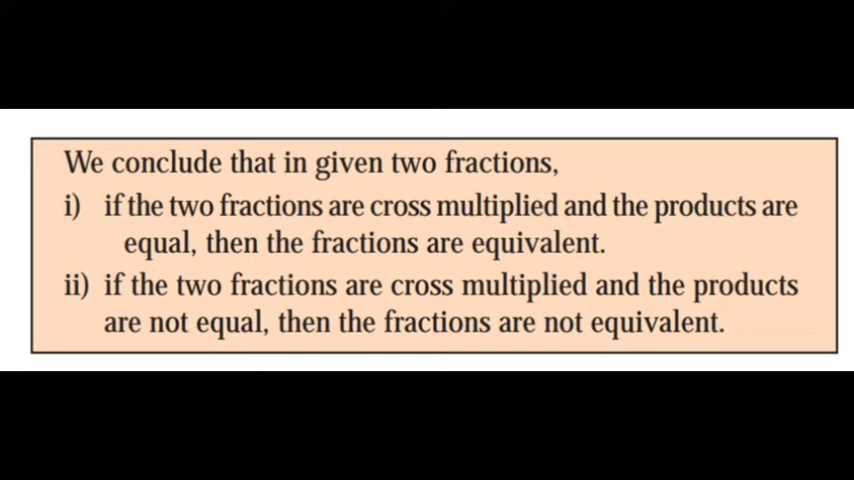 We conclude that in given two fractions,
i) if the two fractions are cross multiplied and the products are
equal, then the fractions are equivalent.
ii) if the two fractions are cross multiplied and the products
are not equal, then the fractions are not equivalent.